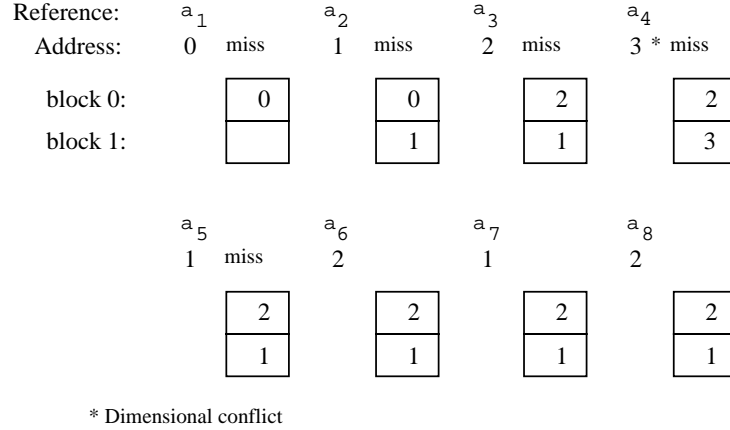 Reference: a1 a2 a3 a4
Address: 0 miss 1 miss 2 miss 3 * miss
block 0: 0 0 2 2
block 1: 1 1 3
a5 a6 a7 a8
1 miss 2 1 2
2 2 2 2
1 1 1 1
* Dimensional conflict